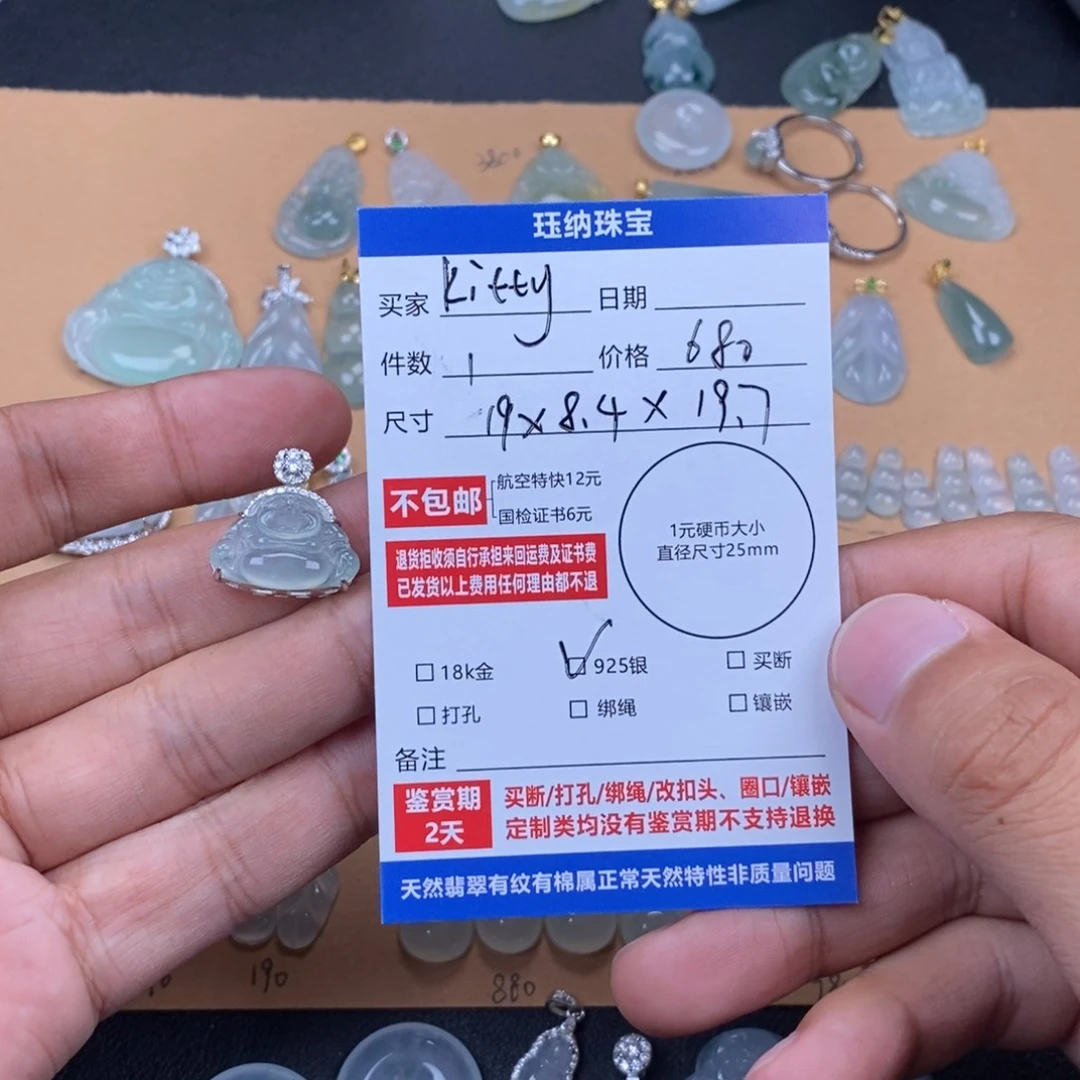 3800
珏纳珠宝
买家 Kitty 日期
件数 1 价格 680
尺寸 19×8.4×19.7
不包邮 航空特快12元
国检证书6元
退货拒收须自行承担来回运费及证书费
已发货以上费用任何理由都不退
1元硬币大小
直径尺寸25mm
18k金 925银 买断
打孔 绑绳 镶嵌
备注
鉴赏期
2天
买断/打孔/绑绳/改扣头、圈口/镶嵌
定制类均没有鉴赏期不支持退换
天然翡翠有纹有棉属正常天然特性非质量问题
190
880